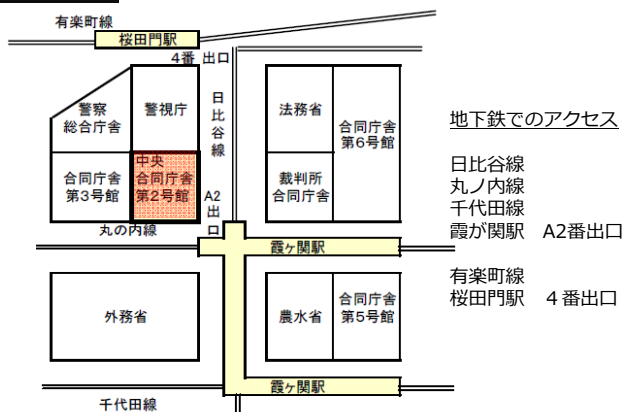 有楽町線
桜田門駅
4番 出口
警察
総合庁舎
警視庁
日比谷線
法務省
合同庁舎
第6号館
合同庁舎
第3号館
中央
合同庁舎
第2号館
A2出口
裁判所
合同庁舎
丸の内線
霞ヶ関駅
外務省
農水省
合同庁舎
第5号館
霞ヶ関駅
千代田線
地下鉄でのアクセス
日比谷線
丸ノ内線
千代田線
霞が関駅　A2番出口
有楽町線
桜田門駅　４番出口